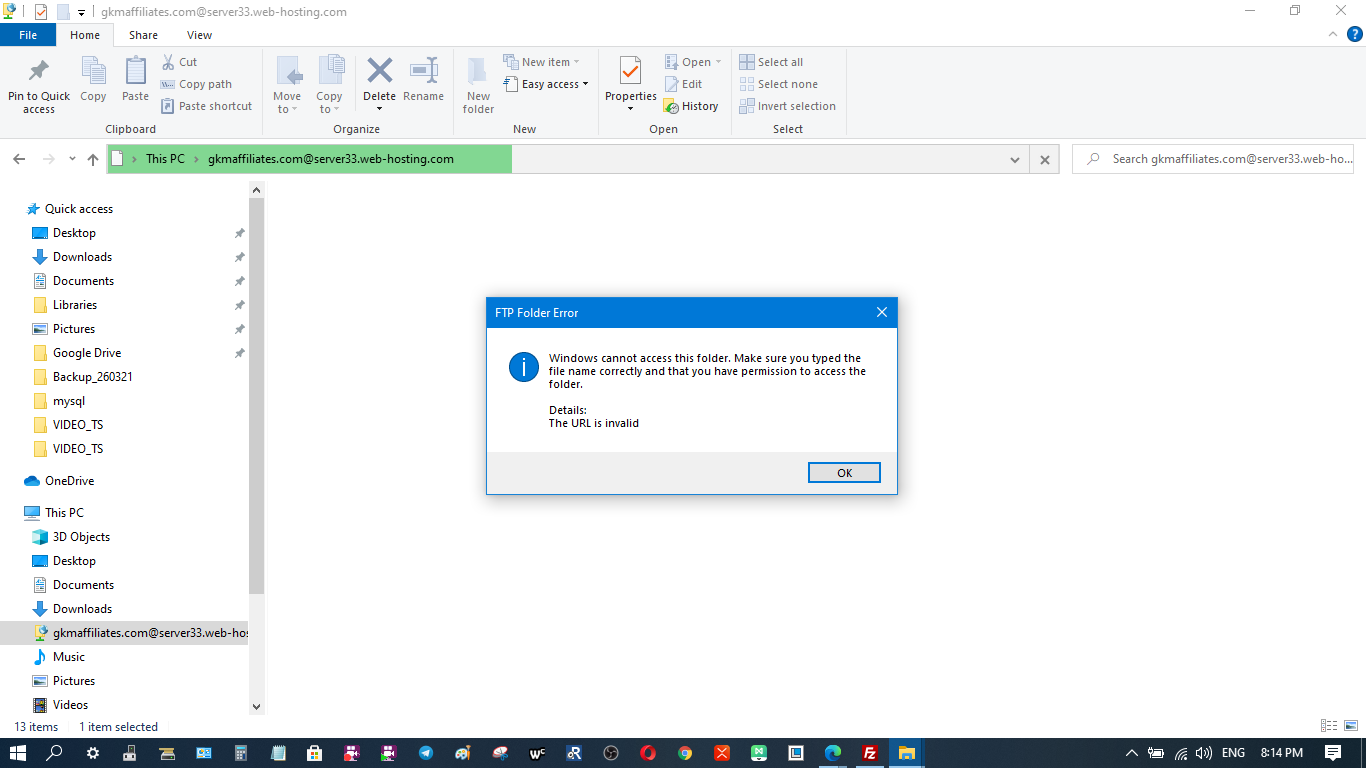 gkmaffiliates.com@server33.web-hosting.com
File
Home
Share
View
Pin to Quick access
Copy
Paste
Cut
Copy path
Paste shortcut
Clipboard
Move to
Copy to
Delete
Rename
Organize
New folder
New item
Easy access
New
Properties
Open
Edit
History
Open
Select all
Select none
Invert selection
Select
This PC
gkmaffiliates.com@server33.web-hosting.com
Search gkmaffiliates.com@server33.web-ho...
Quick access
Desktop
Downloads
Documents
Libraries
Pictures
Google Drive
Backup_260321
mysql
VIDEO_TS
VIDEO_TS
OneDrive
This PC
3D Objects
Desktop
Documents
Downloads
gkmaffiliates.com@server33.web-hos
Music
Pictures
Videos
FTP Folder Error
Windows cannot access this folder. Make sure you typed the
file name correctly and that you have permission to access the
folder.
Details:
The URL is invalid
OK
13 items
1 item selected
ENG
8:14 PM